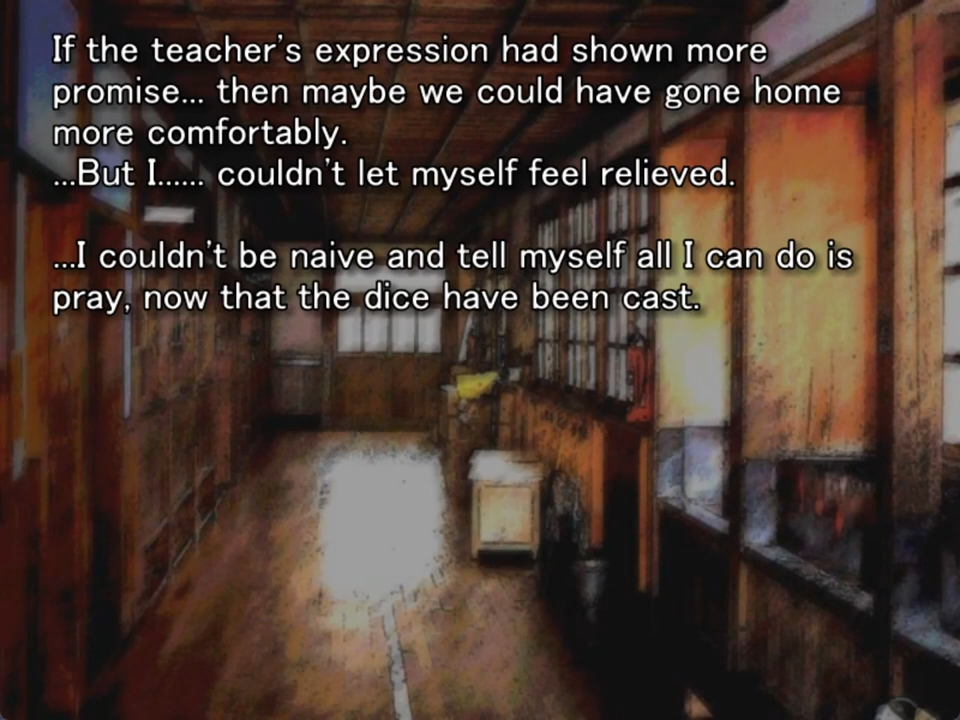 If the teacher's expression had shown more
promise... then maybe we could have gone home
more comfortably.
...But I...... couldn't let myself feel relieved.
...I couldn't be naive and tell myself all I can do is
pray, now that the dice have been cast.